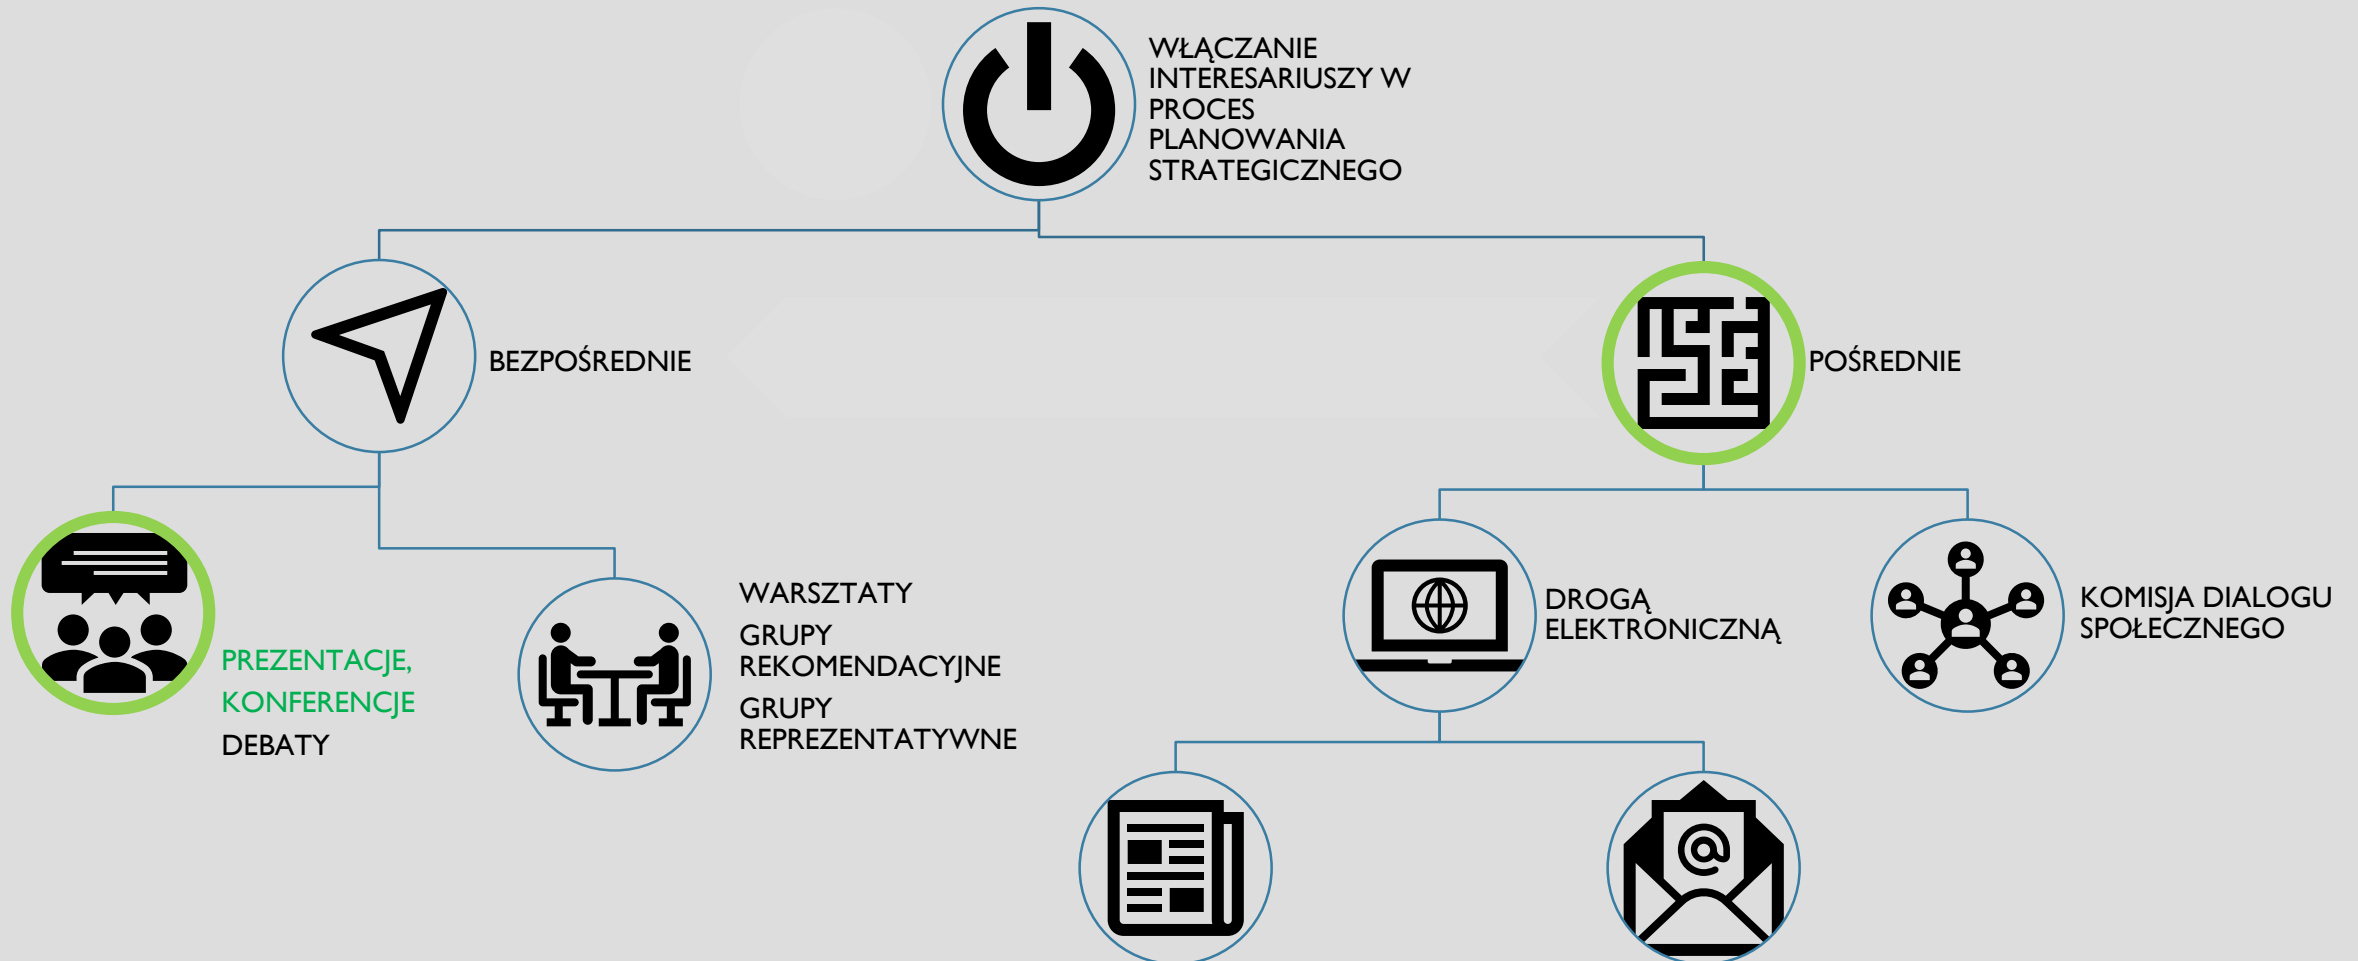 WŁĄCZANIE
INTERESARIUSZY W
PROCES
PLANOWANIA
STRATEGICZNEGO
BEZPOŚREDNIE
POŚREDNIE
PREZENTACJE,
KONFERENCJE
DEBATY
WARSZTATY
GRUPY
REKOMENDACYJNE
GRUPY
REPREZENTATYWNE
DROGĄ
ELEKTRONICZNĄ
KOMISJA DIALOGU
SPOŁECZNEGO
@